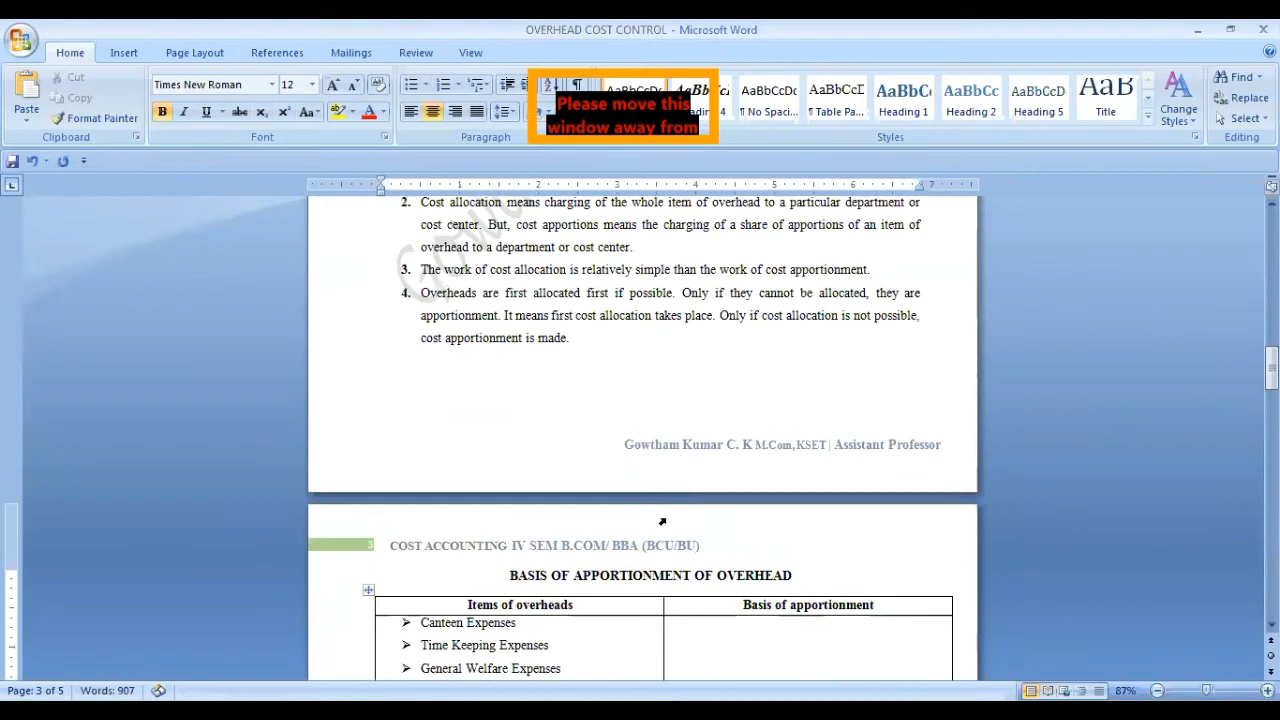 OVERHEAD COST CONTROL - Microsoft Word
Home Insert Page Layout References Mailings Review View
Paste
Cut
Copy
Format Painter
Clipboard
Times New Roman 12
Font
Paragraph
Please move this
window away from
AaBbCcDc
AaBbCcDc ¶ No Spaci...
AaBbCcD ¶ Table Pa...
AaBbC Heading 1
AaBbCc Heading 2
AaBbCcD Heading 5
AaB Title
Change Styles
Styles
Find
Replace
Select
Editing
1 2 3 4 5 6 7
2. Cost allocation means charging of the whole item of overhead to a particular department or
cost center. But, cost apportions means the charging of a share of apportions of an item of
overhead to a department or cost center.
3. The work of cost allocation is relatively simple than the work of cost apportionment.
4. Overheads are first allocated first if possible. Only if they cannot be allocated, they are
apportionment. It means first cost allocation takes place. Only if cost allocation is not possible,
cost apportionment is made.
Gowtham Kumar C. K M.Com, KSET | Assistant Professor
3 COST ACCOUNTING IV SEM B.COM/ BBA (BCU/BU)
BASIS OF APPORTIONMENT OF OVERHEAD
Items of overheads Basis of apportionment
➢ Canteen Expenses
➢ Time Keeping Expenses
➢ General Welfare Expenses
Page: 3 of 5 Words: 907 87%